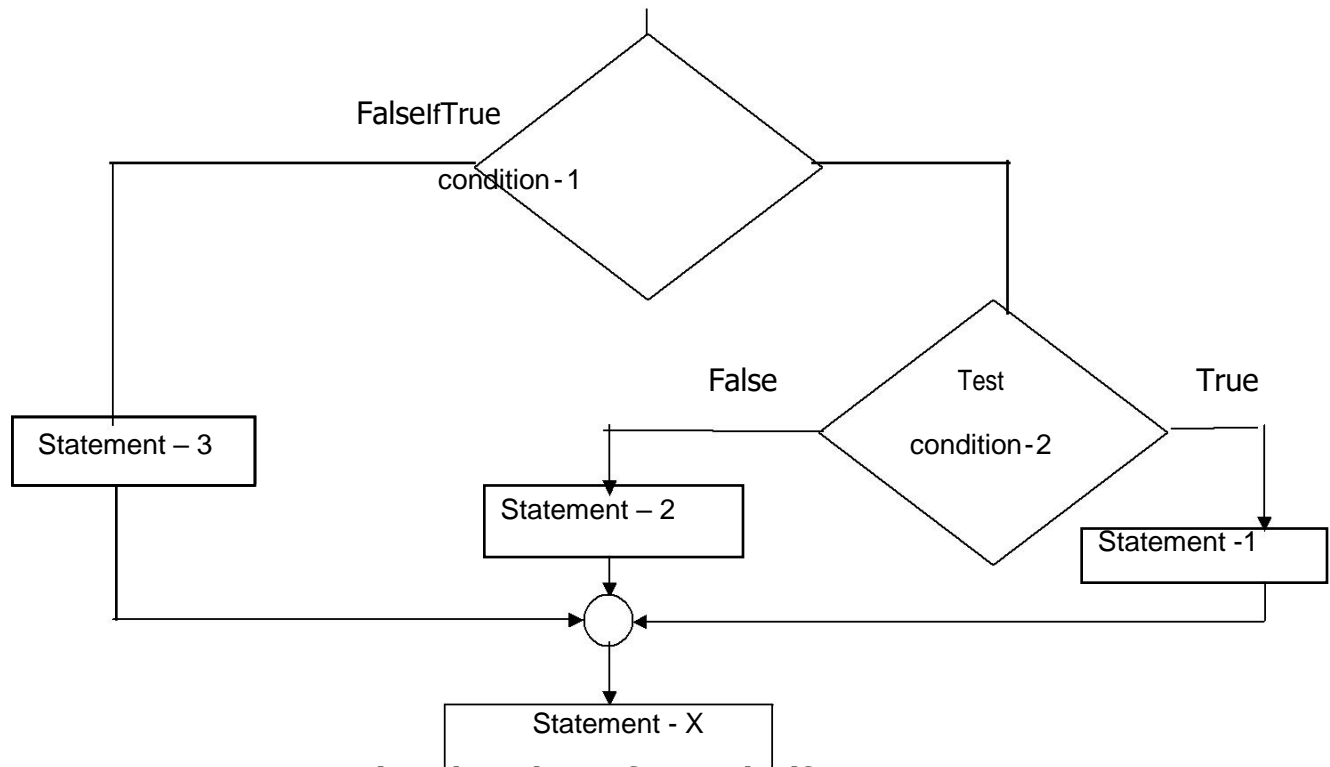 FalseIfTrue
condition - 1
False
Test
True
condition - 2
Statement – 3
Statement – 2
Statement -1
Statement - X